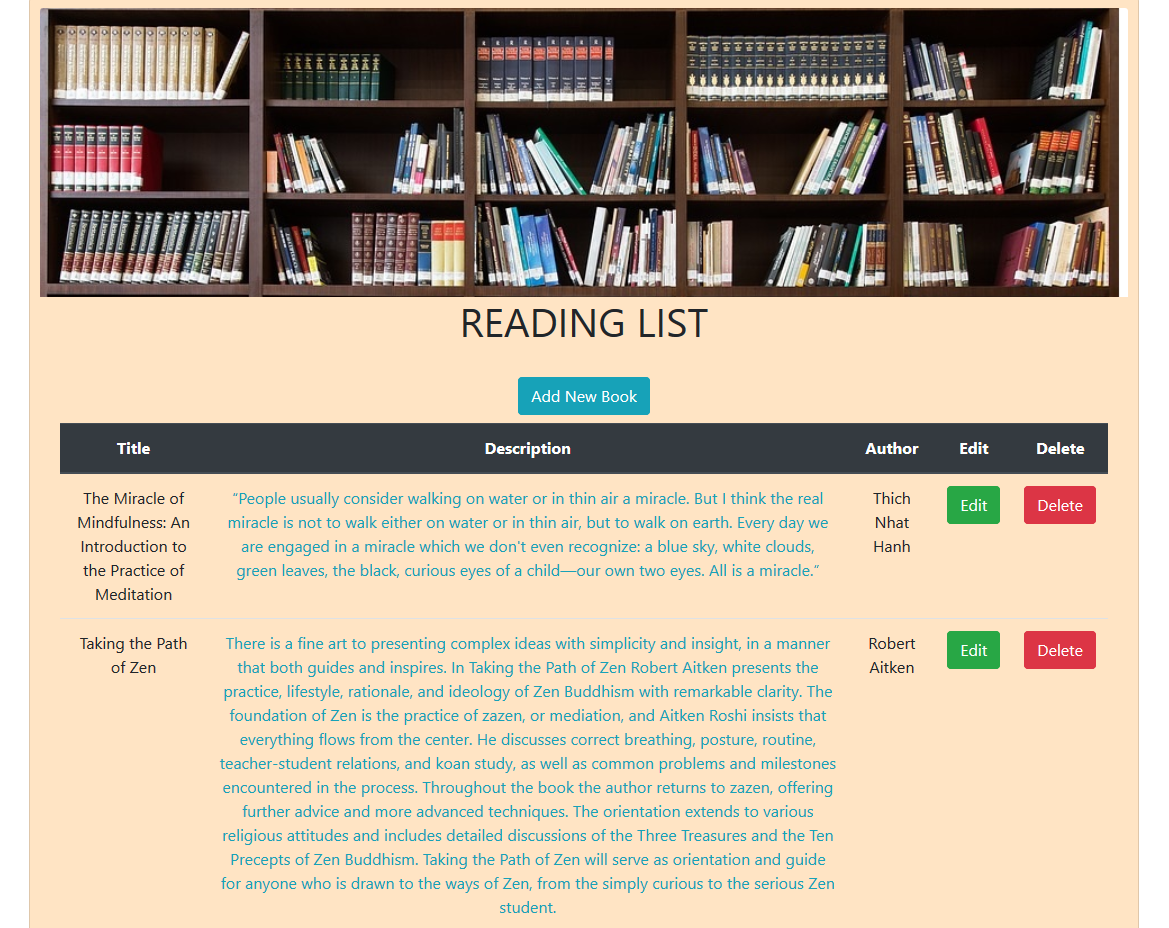 READING LIST
Add New Book
Title Description Author Edit Delete
The Miracle of
Mindfulness: An
Introduction to
the Practice of
Meditation
“People usually consider walking on water or in thin air a miracle. But I think the real
miracle is not to walk either on water or in thin air, but to walk on earth. Every day we
are engaged in a miracle which we don't even recognize: a blue sky, white clouds,
green leaves, the black, curious eyes of a child—our own two eyes. All is a miracle.”
Thich
Nhat
Hanh
Edit
Delete
Taking the Path
of Zen
There is a fine art to presenting complex ideas with simplicity and insight, in a manner
that both guides and inspires. In Taking the Path of Zen Robert Aitken presents the
practice, lifestyle, rationale, and ideology of Zen Buddhism with remarkable clarity. The
foundation of Zen is the practice of zazen, or mediation, and Aitken Roshi insists that
everything flows from the center. He discusses correct breathing, posture, routine,
teacher-student relations, and koan study, as well as common problems and milestones
encountered in the process. Throughout the book the author returns to zazen, offering
further advice and more advanced techniques. The orientation extends to various
religious attitudes and includes detailed discussions of the Three Treasures and the Ten
Precepts of Zen Buddhism. Taking the Path of Zen will serve as orientation and guide
for anyone who is drawn to the ways of Zen, from the simply curious to the serious Zen
student.
Robert
Aitken
Edit
Delete